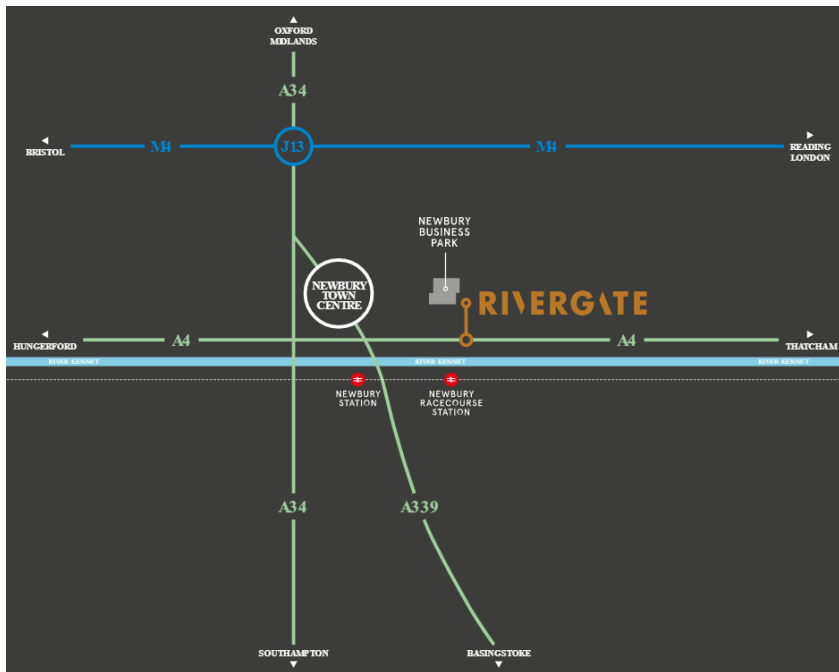 OXFORD
MIDLANDS
A34
M4
J13
M4
BRISTOL
READING
LONDON
NEWBURY
BUSINESS
PARK
NEWBURY
TOWN
CENTRE
RIVERGATE
A4
A4
HUNGERFORD
THATCHAM
RIVER KENNET
RIVER KENNET
RIVER KENNET
NEWBURY
STATION
NEWBURY
RACECOURSE
STATION
A34
A339
SOUTHAMPTON
BASINGSTOKE